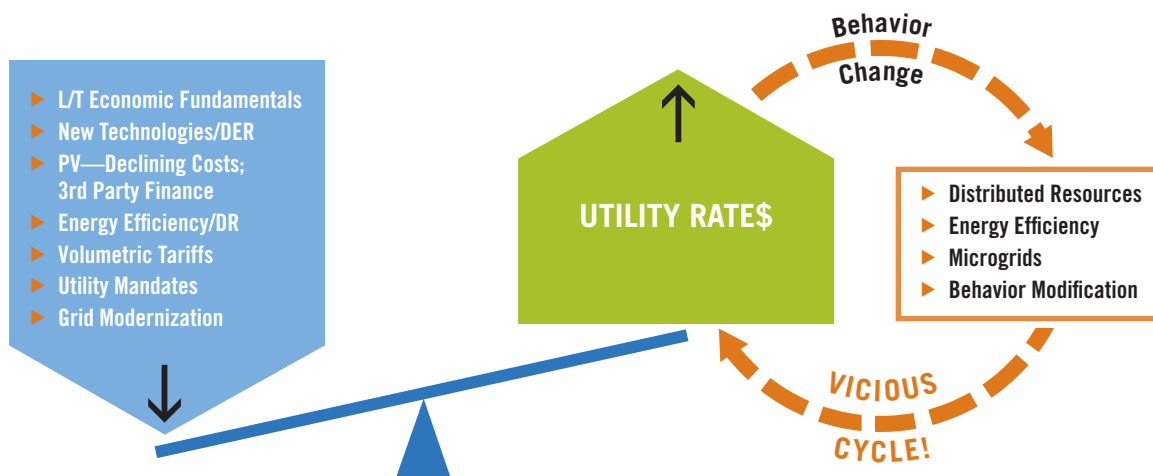 L/T Economic Fundamentals
New Technologies/DER
PV—Declining Costs;
3rd Party Finance
Energy Efficiency/DR
Volumetric Tariffs
Utility Mandates
Grid Modernization
UTILITY RATE$
Behavior
Change
Distributed Resources
Energy Efficiency
Microgrids
Behavior Modification
VICIOUS
CYCLE!